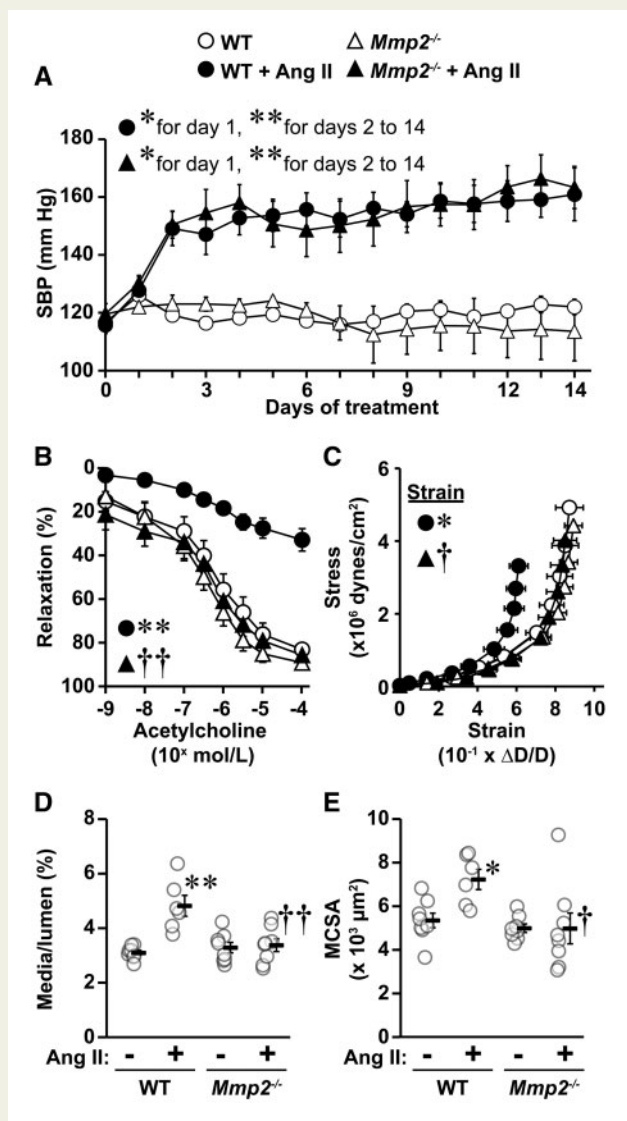 ○ WT △ Mmp2-/-
● WT + Ang II ▲ Mmp2-/- + Ang II
A
● *for day 1, **for days 2 to 14
▲ *for day 1, **for days 2 to 14
SBP (mm Hg)
180
160
140
120
100
0 3 6 9 12 14
Days of treatment
B
Relaxation (%)
0
20
40
60
80
100
● **
▲ ††
-9 -8 -7 -6 -5 -4
Acetylcholine
(10ˣ mol/L)
C
Stress
(x10⁶ dynes/cm²)
6
4
2
0
Strain
● *
▲ †
0 2 4 6 8 10
Strain
(10⁻¹ x ΔD/D)
D
Media/lumen (%)
8
6
4
2
0
**
††
Ang II: - + - +
WT Mmp2-/-
E
MCSA
(x 10³ µm²)
10
8
6
4
2
0
*
†
Ang II: - + - +
WT Mmp2-/-